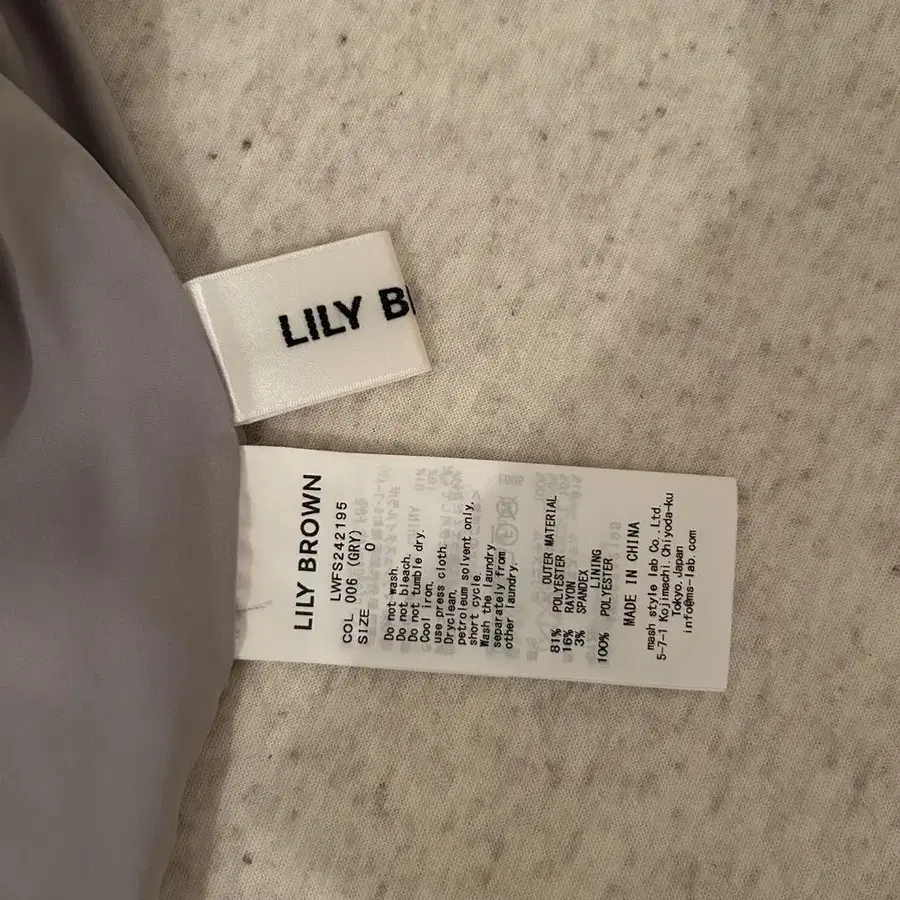 LILY B
LILY BROWN
LWFS242195
COL 006 (GRY)
SIZE 0
Do not wash.
Do not bleach.
Do not tumble dry.
Cool iron.
use press cloth.
Dryclean.
petroleum solvent only.
short cycle.
Wash the laundry
separately from
other laundry.
OUTER MATERIAL
81% POLYESTER
16% RAYON
3% SPANDEX
LINING
100% POLYESTER
MADE IN CHINA
mash style lab Co.,Ltd.
5-7-1 Kojimachi, Chiyoda-ku
Tokyo, Japan
info@ms-lab.com